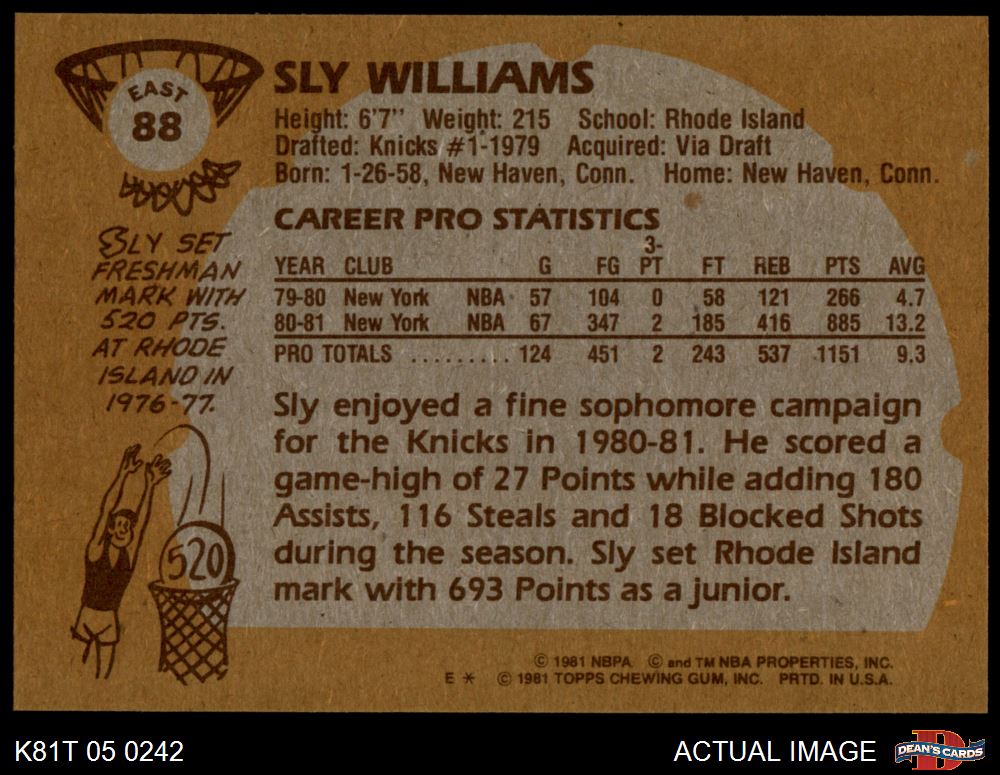 EAST
88
SLY WILLIAMS
Height: 6'7" Weight: 215 School: Rhode Island
Drafted: Knicks #1-1979 Acquired: Via Draft
Born: 1-26-58, New Haven, Conn. Home: New Haven, Conn.
CAREER PRO STATISTICS
YEAR CLUB G FG 3-PT FT REB PTS AVG
79-80 New York NBA 57 104 0 58 121 266 4.7
80-81 New York NBA 67 347 2 185 416 885 13.2
PRO TOTALS ......... 124 451 2 243 537 1151 9.3
SLY SET
FRESHMAN
MARK WITH
520 PTS.
AT RHODE
ISLAND IN
1976-77.
520
Sly enjoyed a fine sophomore campaign
for the Knicks in 1980-81. He scored a
game-high of 27 Points while adding 180
Assists, 116 Steals and 18 Blocked Shots
during the season. Sly set Rhode Island
mark with 693 Points as a junior.
© 1981 NBPA © and TM NBA PROPERTIES, INC.
E * © 1981 TOPPS CHEWING GUM, INC. PRTD. IN U.S.A.
K81T 05 0242
ACTUAL IMAGE
D
DEAN'S CARDS